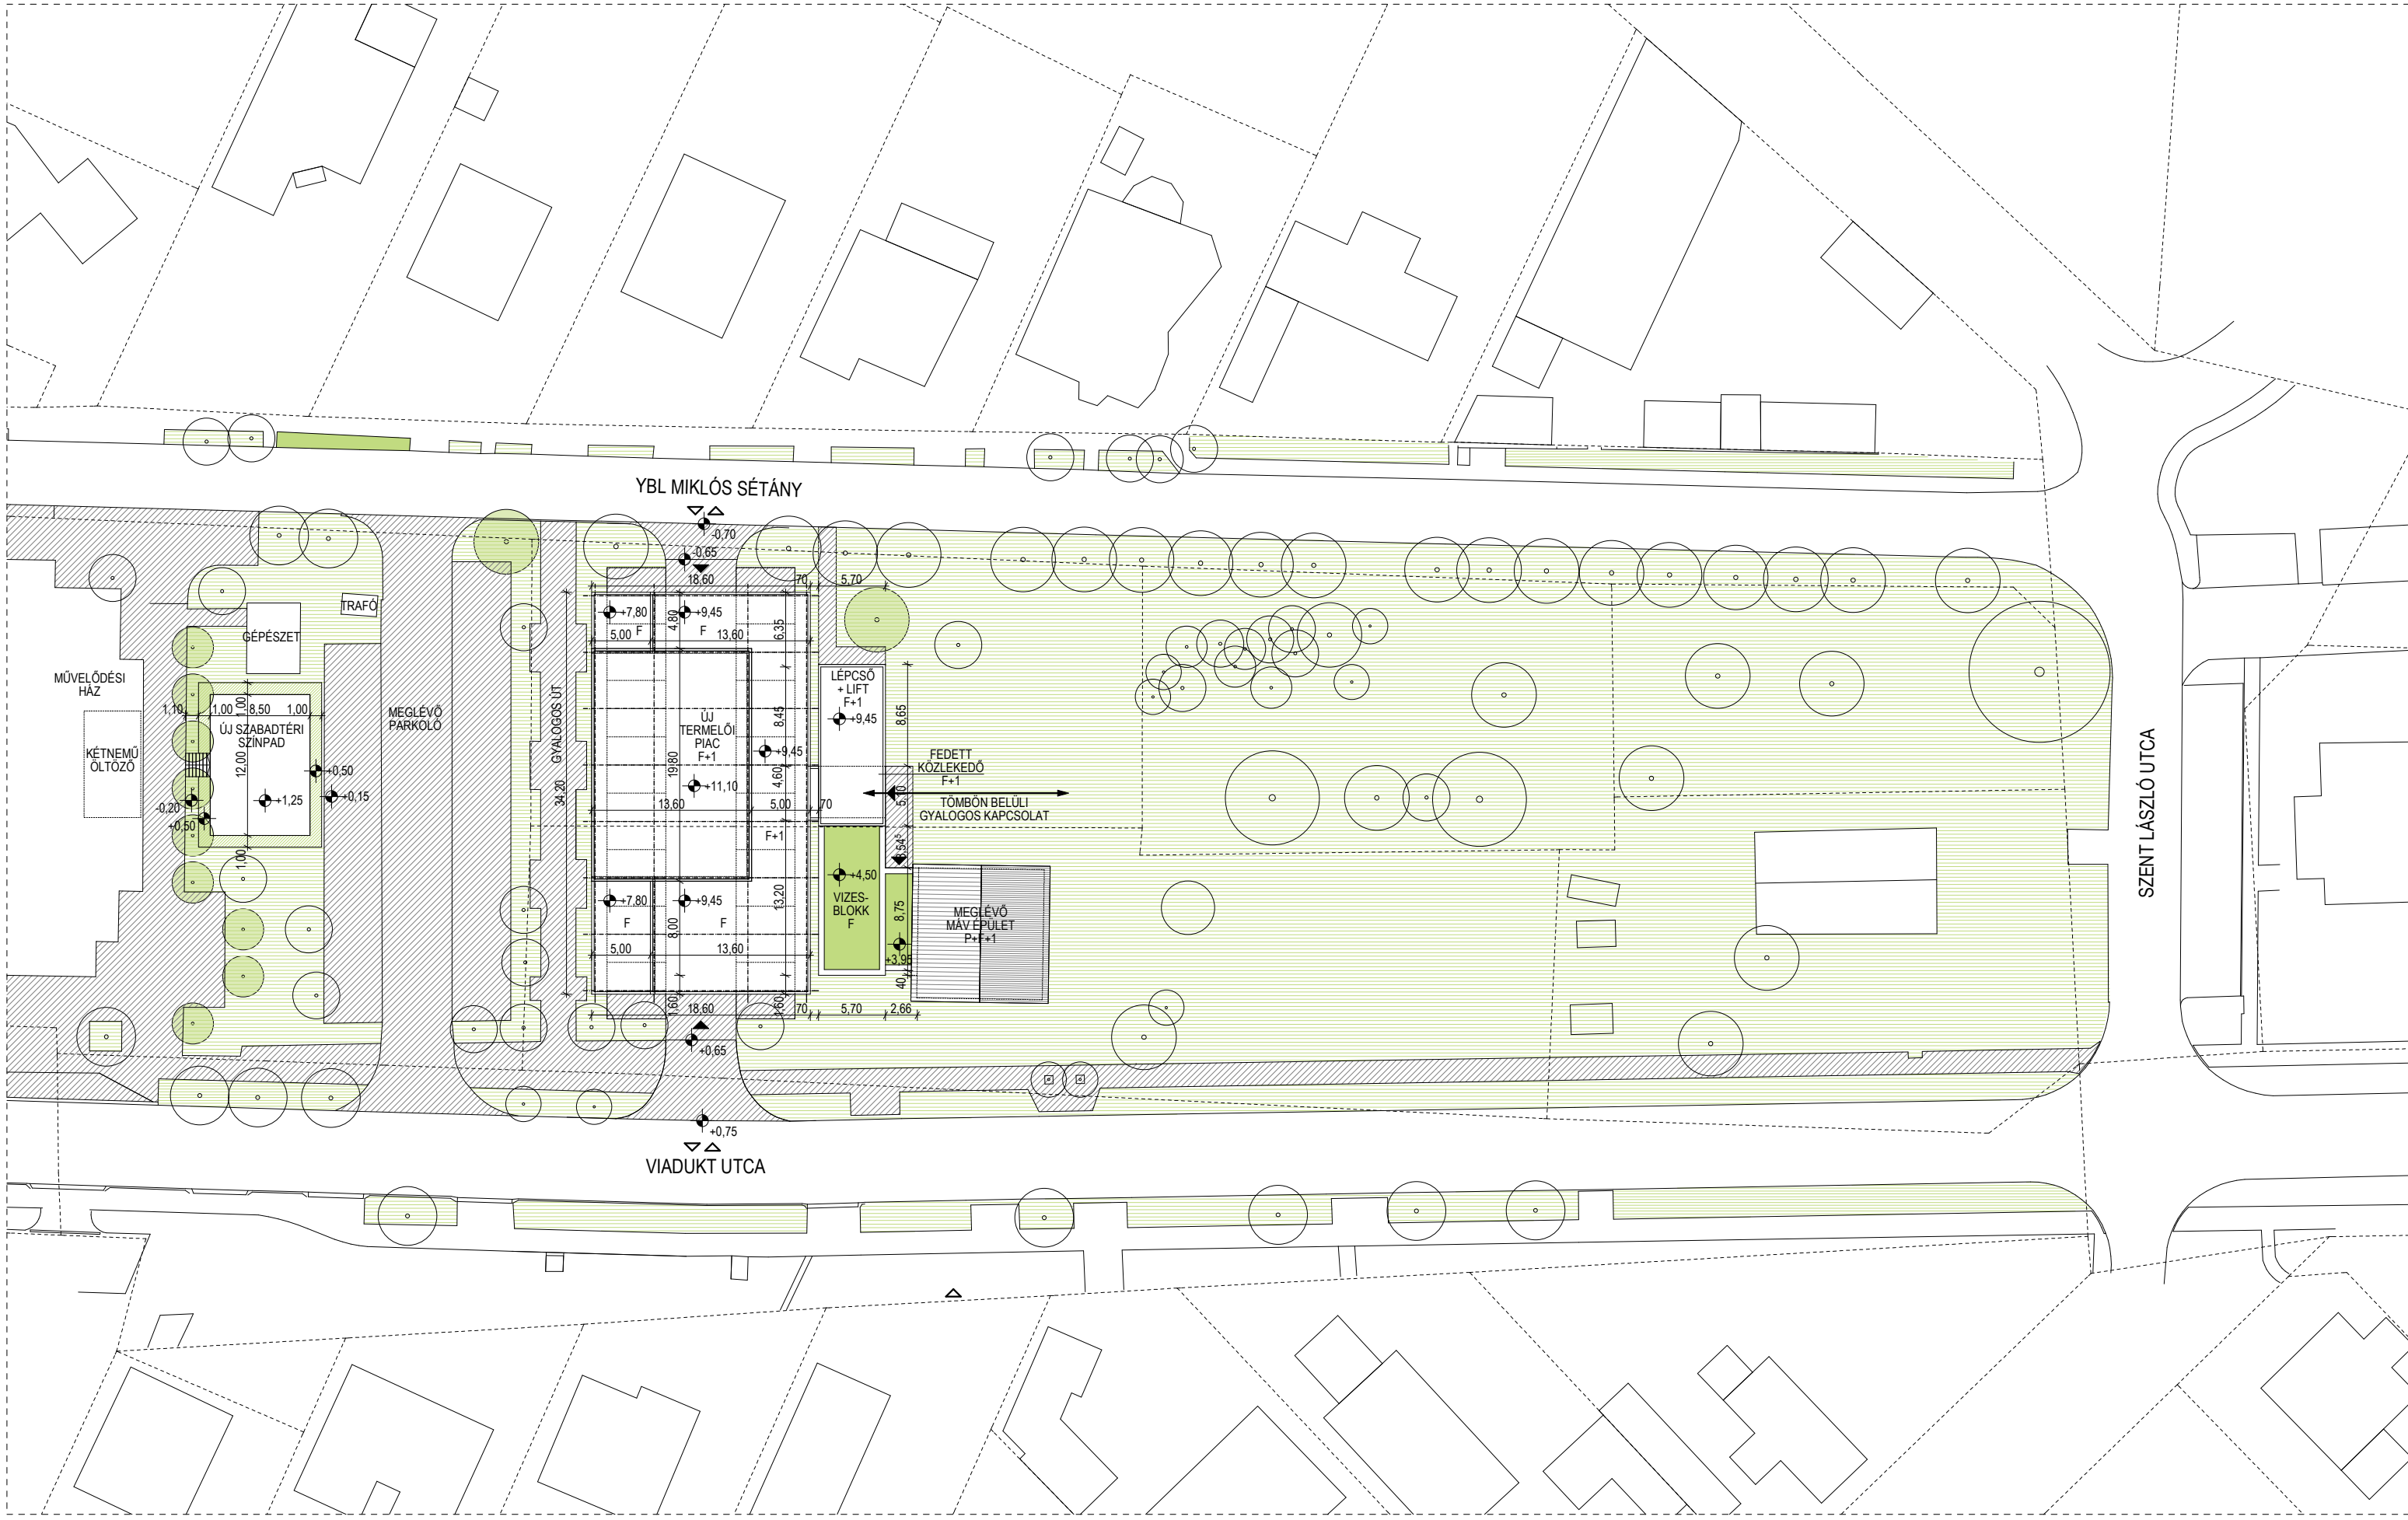 YBL MIKLÓS SÉTÁNY
-0,70
-0,65
18,60
70
5,70
TRAFÓ
GÉPÉSZET
+7,80
F
+9,45
F
4,80
5,00
13,60
6,35
MŰVELŐDÉSI
HÁZ
KÉTNEMŰ
ÖLTÖZŐ
1,10
1,00
8,50
1,00
1,00
ÚJ SZABADTÉRI
SZÍNPAD
12,00
+0,50
+1,25
+0,15
-0,20
+0,50
1,00
MEGLÉVŐ
PARKOLÓ
GYALOGOS ÚT
34,20
ÚJ
TERMELŐI
PIAC
F+1
19,80
8,45
+9,45
4,60
+11,10
13,60
5,00
70
F+1
LÉPCSŐ
+ LIFT
F+1
+9,45
8,65
FEDETT
KÖZLEKEDŐ
F+1
5,10
TÖMBÖN BELÜLI
GYALOGOS KAPCSOLAT
+4,50
VIZES-
BLOKK
F
8,75
+3,95
40
MEGLÉVŐ
MÁV ÉPÜLET
P+F+1
+7,80
F
+9,45
F
8,00
13,20
5,00
13,60
1,60
1,60
18,60
70
5,70
2,66
+0,65
+0,75
VIADUKT UTCA
SZENT LÁSZLÓ UTCA